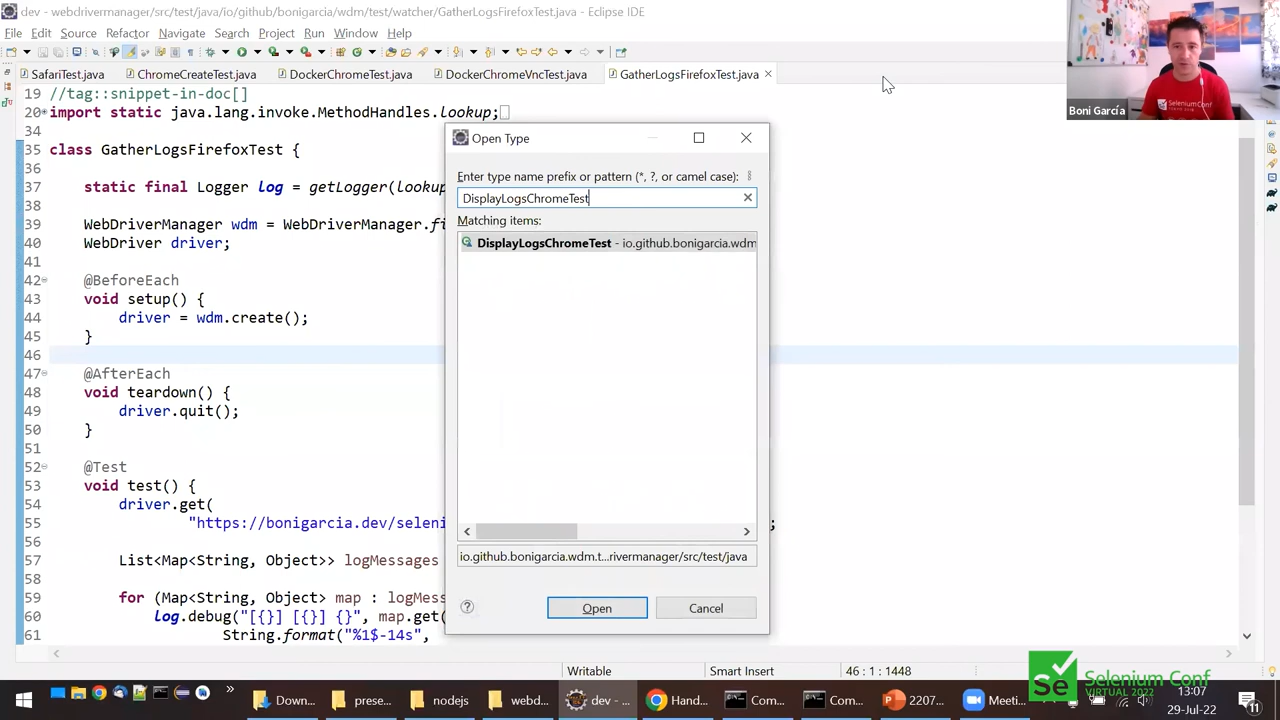 dev - webdrivermanager/src/test/java/io/github/bonigarcia/wdm/test/watcher/GatherLogsFirefoxTest.java - Eclipse IDE
File Edit Source Refactor Navigate Search Project Run Window Help
SafariTest.java ChromeCreateTest.java DockerChromeTest.java DockerChromeVncTest.java GatherLogsFirefoxTest.java
Boni García
19 //tag::snippet-in-doc[]
20 import static java.lang.invoke.MethodHandles.lookup;
34
35 class GatherLogsFirefoxTest {
36
37 static final Logger log = getLogger(looku
38
39 WebDriverManager wdm = WebDriverManager.fi
40 WebDriver driver;
41
42 @BeforeEach
43 void setup() {
44 driver = wdm.create();
45 }
46
47 @AfterEach
48 void teardown() {
49 driver.quit();
50 }
51
52 @Test
53 void test() {
54 driver.get(
55 "https://bonigarcia.dev/seleni ;
56
57 List<Map<String, Object>> logMessages
58
59 for (Map<String, Object> map : logMess
60 log.debug("[{}] [{}] {}", map.get(
61 String.format("%1$-14s",
Open Type
Enter type name prefix or pattern (*, ?, or camel case):
DisplayLogsChromeTest
Matching items:
DisplayLogsChromeTest - io.github.bonigarcia.wdm
io.github.bonigarcia.wdm.t...rivermanager/src/test/java
Open Cancel
Writable Smart Insert 46 : 1 : 1448
Se Selenium Conf
VIRTUAL 2022
Down... prese... nodejs webd... dev - ... Hand... Com... Com... 2207... Meeti...
13:07
29-Jul-22
11